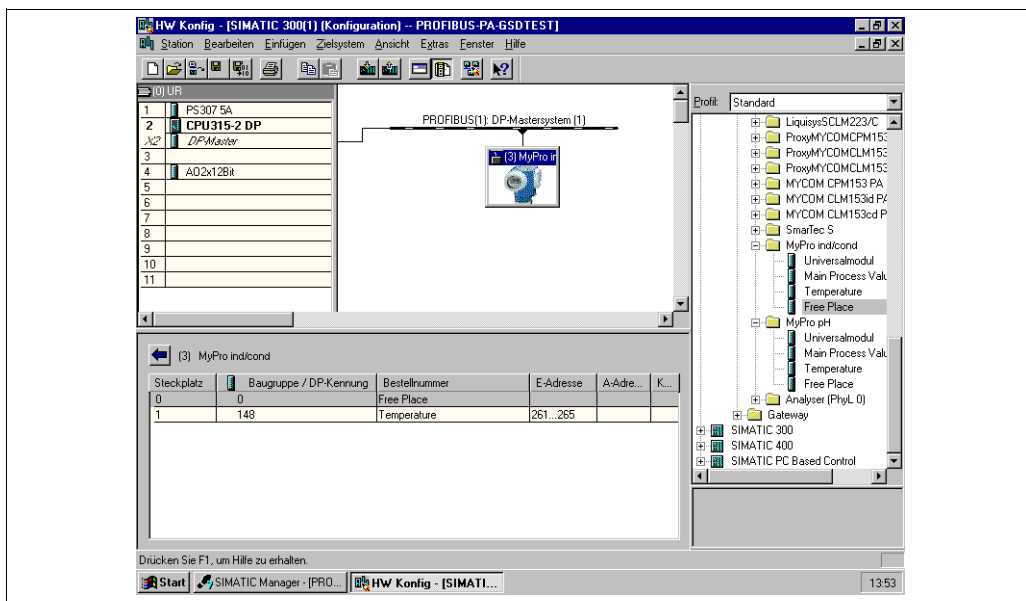 HW Konfig - [SIMATIC 300(1) (Konfiguration) -- PROFIBUS-PA-GSDTEST]
Station Bearbeiten Einfügen Zielsystem Ansicht Extras Fenster Hilfe
(0) UR
1 PS307 5A
2 CPU315-2 DP
X2 DP-Master
3
4 AO2x12Bit
5
6
7
8
9
10
11
PROFIBUS(1): DP-Mastersystem (1)
(3) MyPro in
Profil: Standard
LiquisysSCLM223/C
ProxyMYCOMCPM153
ProxyMYCOMCLM153
ProxyMYCOMCLM153
MYCOM CPM153 PA
MYCOM CLM153id PA
MYCOM CLM153cd P
SmarTec S
MyPro ind/cond
Universalmodul
Main Process Valu
Temperature
Free Place
MyPro pH
Universalmodul
Main Process Valu
Temperature
Free Place
Analyser (PhyL 0)
Gateway
SIMATIC 300
SIMATIC 400
SIMATIC PC Based Control
(3) MyPro ind/cond
Steckplatz Baugruppe / DP-Kennung Bestellnummer E-Adresse A-Adre... K...
0 0 Free Place
1 148 Temperature 261...265
Drücken Sie F1, um Hilfe zu erhalten.
Start SIMATIC Manager - [PRO... HW Konfig - [SIMATI... 13:53